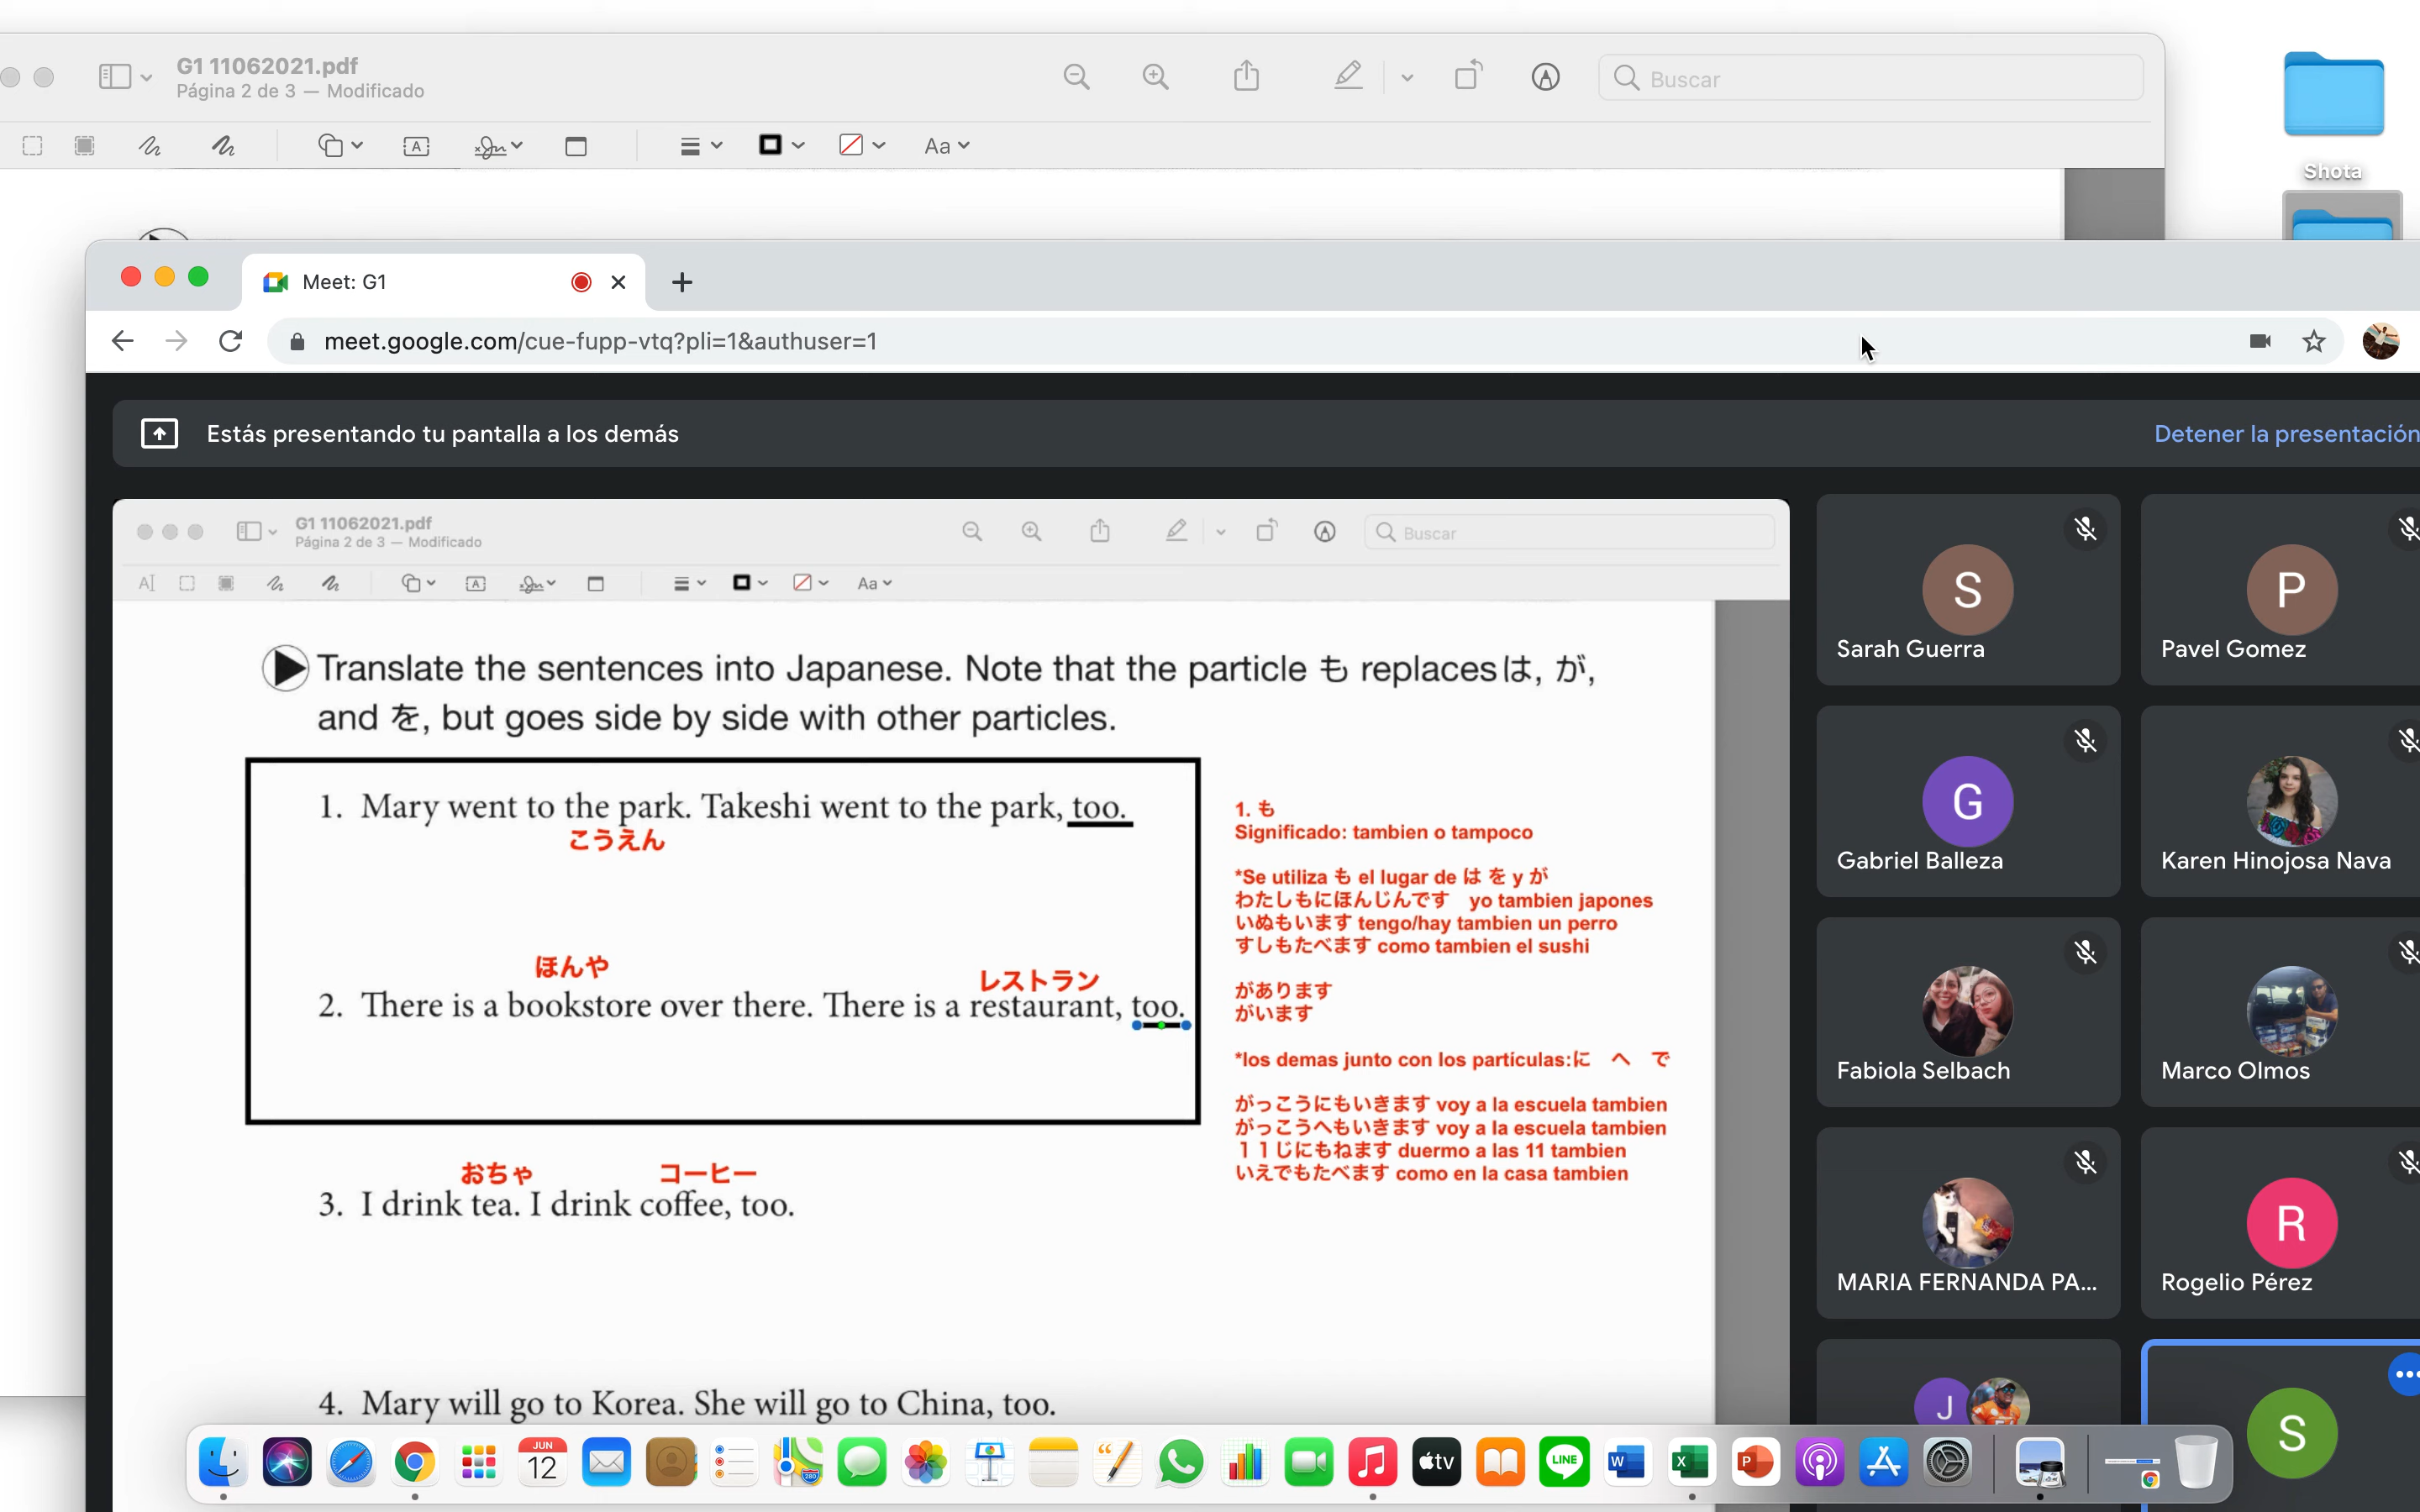 G1 11062021.pdf
Página 2 de 3 — Modificado
Buscar
Aa
Shota
Meet: G1
meet.google.com/cue-fupp-vtq?pli=1&authuser=1
Estás presentando tu pantalla a los demás
Detener la presentación
G1 11062021.pdf
Página 2 de 3 — Modificado
Buscar
Aa
Translate the sentences into Japanese. Note that the particle も replacesは, が,
and を, but goes side by side with other particles.
1. Mary went to the park. Takeshi went to the park, too.
こうえん
ほんや
レストラン
2. There is a bookstore over there. There is a restaurant, too.
おちゃ コーヒー
3. I drink tea. I drink coffee, too.
4. Mary will go to Korea. She will go to China, too.
1. も
Significado: tambien o tampoco
*Se utiliza も el lugar de は を y が
わたしもにほんじんです yo tambien japones
いぬもいます tengo/hay tambien un perro
すしもたべます como tambien el sushi
があります
がいます
*los demas junto con los particulas:に へ で
がっこうにもいきます voy a la escuela tambien
がっこうへもいきます voy a la escuela tambien
11じにもねます duermo a las 11 tambien
いえでもたべます como en la casa tambien
S
Sarah Guerra
P
Pavel Gomez
G
Gabriel Balleza
Karen Hinojosa Nava
Fabiola Selbach
Marco Olmos
MARIA FERNANDA PA...
R
Rogelio Pérez
J
S
JUN
12
280
tv
LINE
W
X
P